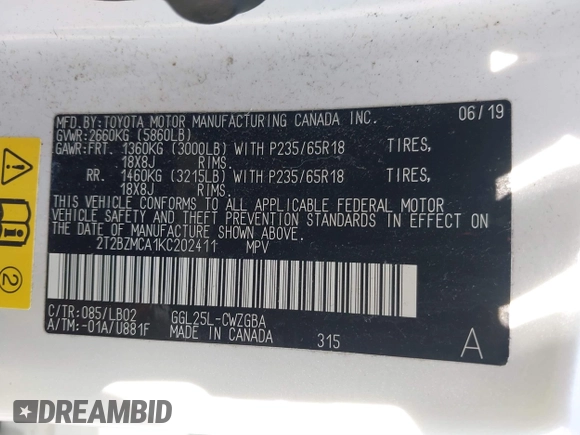 MFD.BY:TOYOTA MOTOR MANUFACTURING CANADA INC. 06/19
GVWR:2660KG (5860LB)
GAWR:FRT. 1360KG (3000LB) WITH P235/65R18 TIRES,
18X8J RIMS.
RR. 1460KG (3215LB) WITH P235/65R18 TIRES,
18X8J RIMS.
THIS VEHICLE CONFORMS TO ALL APPLICABLE FEDERAL MOTOR
VEHICLE SAFETY AND THEFT PREVENTION STANDARDS IN EFFECT ON
THE DATE OF MANUFACTURE SHOWN ABOVE.
2T2BZMCA1KC202411 MPV
C/TR:085/LB02 GGL25L-CWZGBA
A/TM:-01A/U881F MADE IN CANADA 315 A
2
DREAMBID